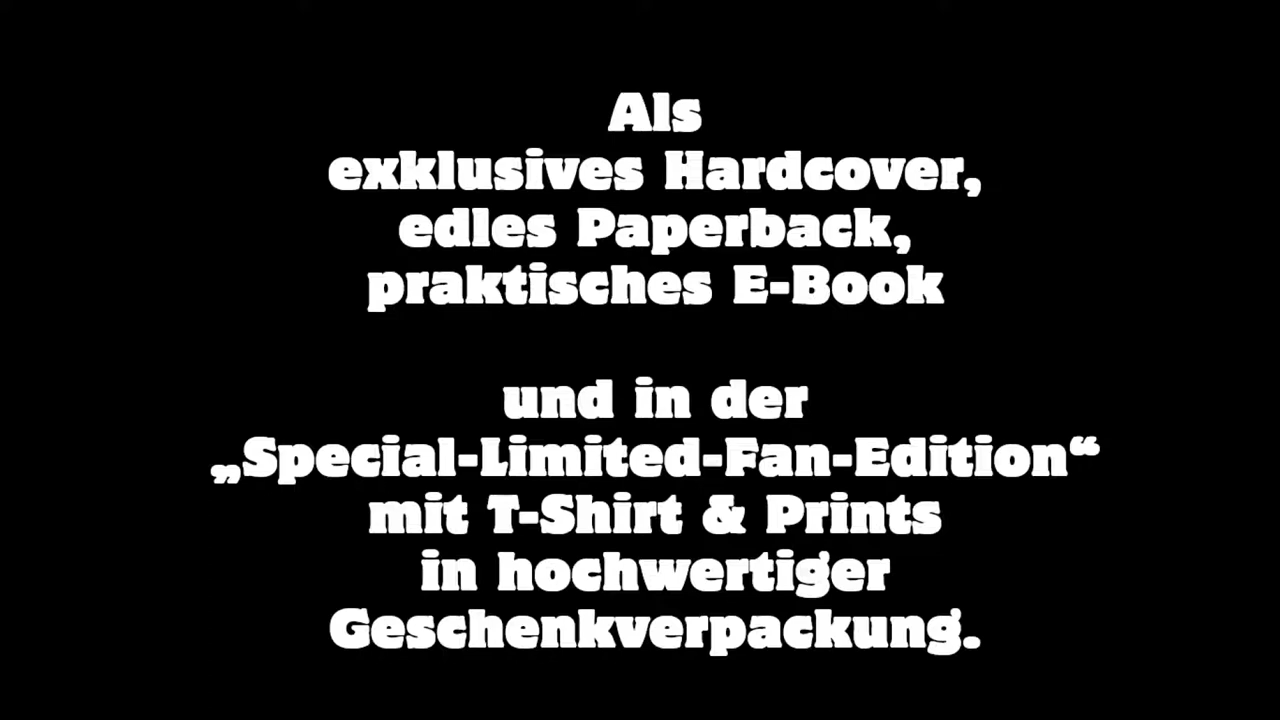 Als
exklusives Hardcover,
edles Paperback,
praktisches E-Book
und in der
„Special-Limited-Fan-Edition“
mit T-Shirt & Prints
in hochwertiger
Geschenkverpackung.